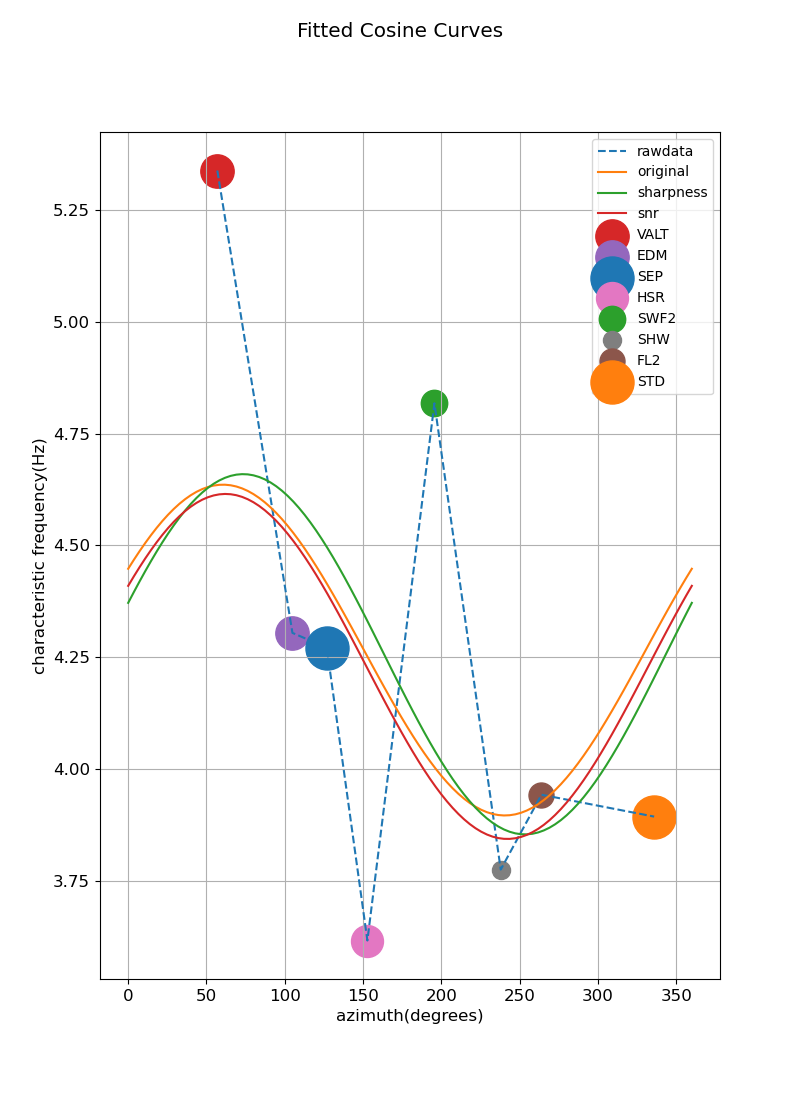 Fitted Cosine Curves
rawdata
original
sharpness
snr
VALT
EDM
SEP
HSR
SWF2
SHW
FL2
STD
characteristic frequency(Hz)
5.25
5.00
4.75
4.50
4.25
4.00
3.75
0 50 100 150 200 250 300 350
azimuth(degrees)